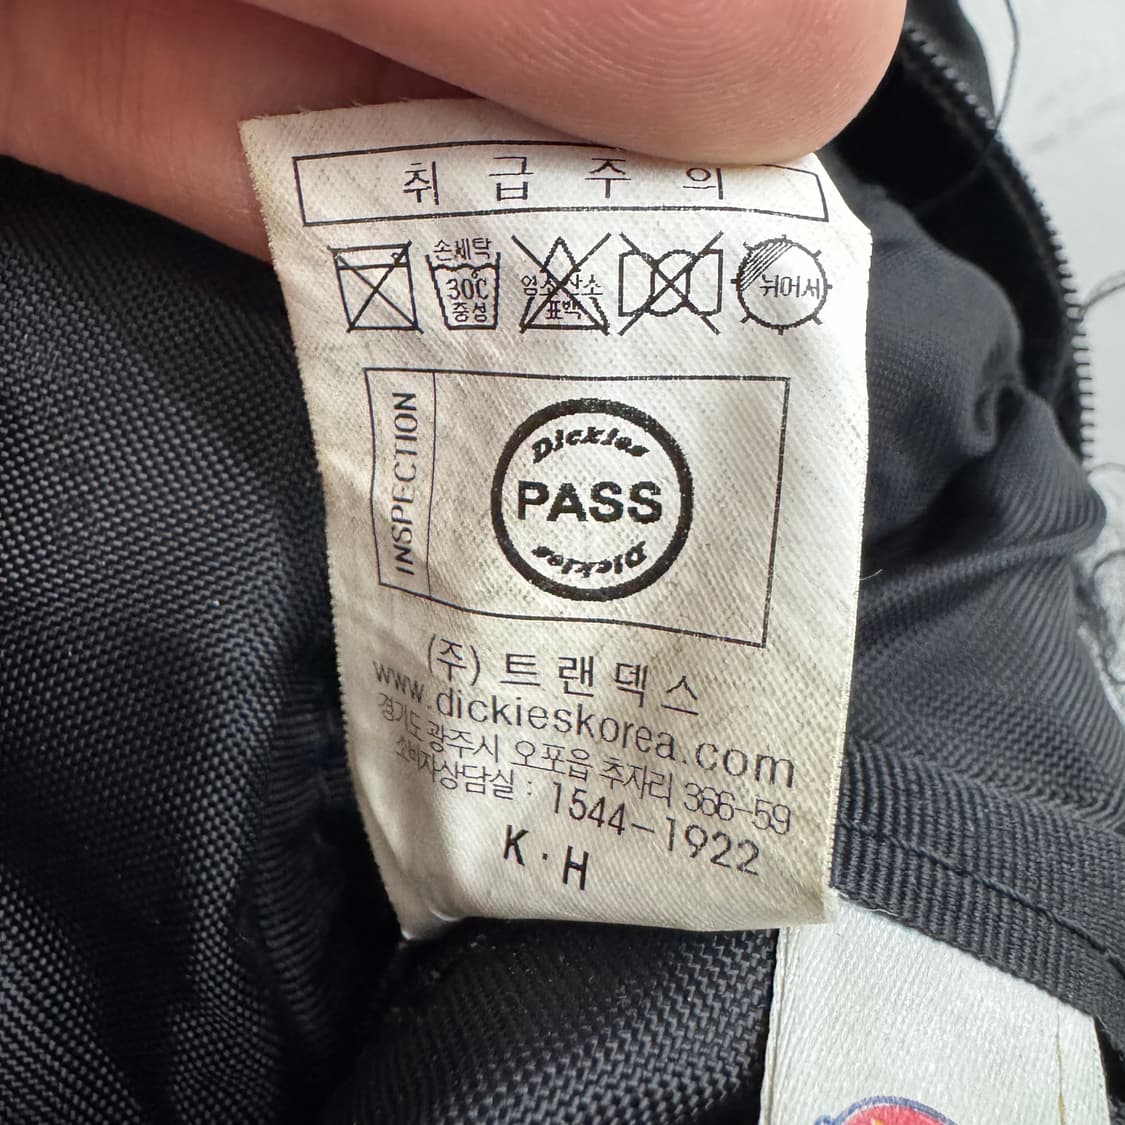 취급주의
손세탁
30℃
중성
염소 산소
표백
뉘어서
INSPECTION
Dickies
PASS
Dickies
(주) 트랜덱스
www.dickieskorea.com
경기도 광주시 오포읍 추자리 366-59
소비자상담실 : 1544-1922
K·H